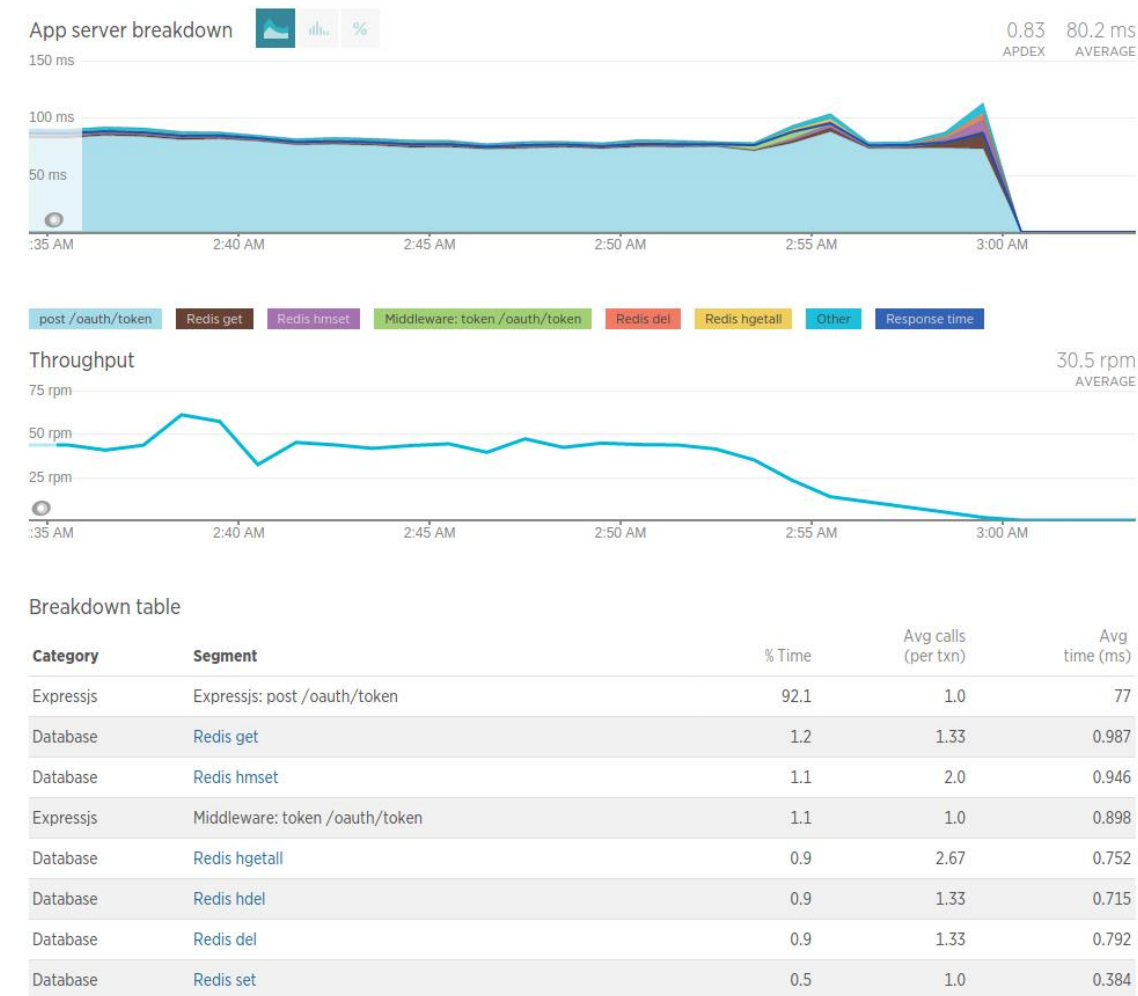 App server breakdown % 0.83 80.2 ms
APDEX AVERAGE
150 ms
100 ms
50 ms
:35 AM 2:40 AM 2:45 AM 2:50 AM 2:55 AM 3:00 AM
post /oauth/token Redis get Redis hmset Middleware: token /oauth/token Redis del Redis hgetall Other Response time
Throughput 30.5 rpm
AVERAGE
75 rpm
50 rpm
25 rpm
:35 AM 2:40 AM 2:45 AM 2:50 AM 2:55 AM 3:00 AM
Breakdown table
Category Segment % Time Avg calls (per txn) Avg time (ms)
Expressjs Expressjs: post /oauth/token 92.1 1.0 77
Database Redis get 1.2 1.33 0.987
Database Redis hmset 1.1 2.0 0.946
Expressjs Middleware: token /oauth/token 1.1 1.0 0.898
Database Redis hgetall 0.9 2.67 0.752
Database Redis hdel 0.9 1.33 0.715
Database Redis del 0.9 1.33 0.792
Database Redis set 0.5 1.0 0.384